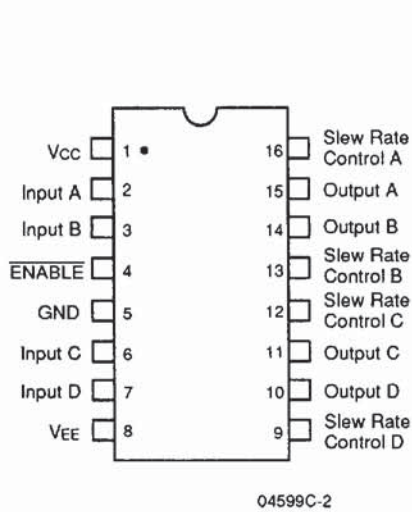 Vcc 1 16 Slew Rate
Control A
Input A 2 15 Output A
Input B 3 14 Output B
ENABLE 4 13 Slew Rate
Control B
GND 5 12 Slew Rate
Control C
Input C 6 11 Output C
Input D 7 10 Output D
VEE 8 9 Slew Rate
Control D
04599C-2